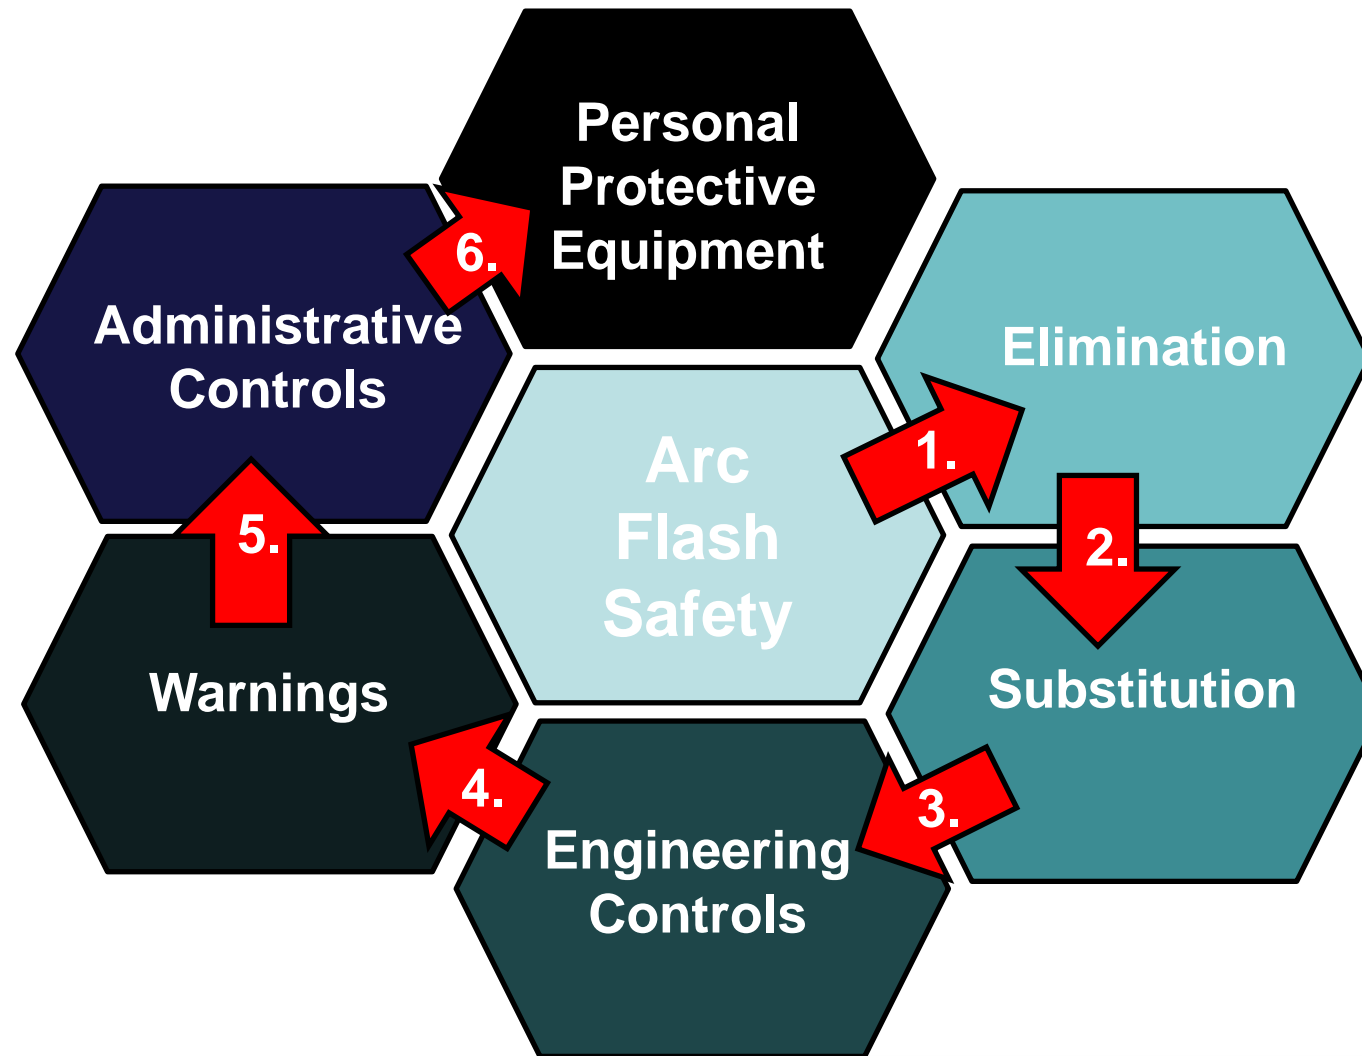 Arc
Flash
Safety
1.
Elimination
2.
Substitution
3.
Engineering
Controls
4.
Warnings
5.
Administrative
Controls
6.
Personal
Protective
Equipment